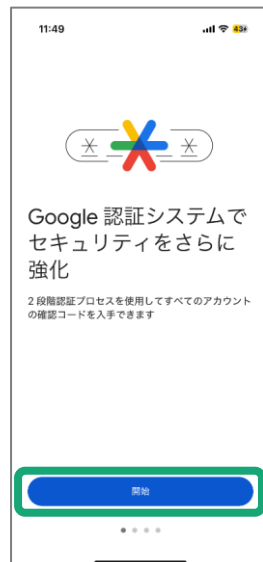 11:49
43
Google 認証システムで
セキュリティをさらに
強化
2 段階認証プロセスを使用してすべてのアカウント
の確認コードを入手できます
開始